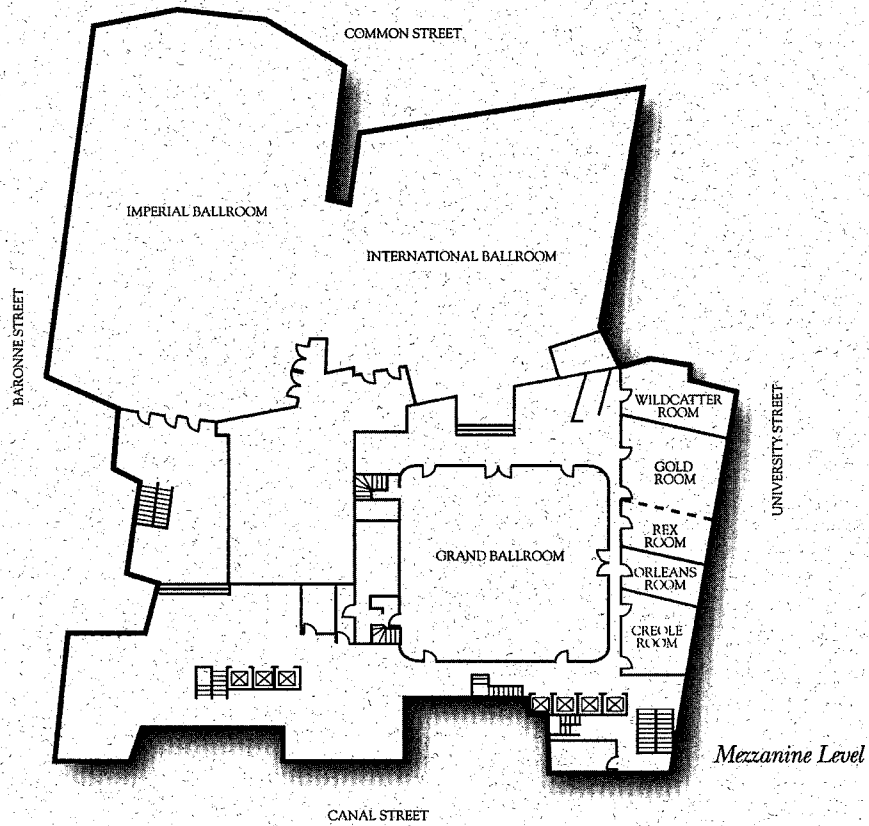 COMMON STREET
IMPERIAL BALLROOM
INTERNATIONAL BALLROOM
BARONNE STREET
WILDCATTER
ROOM
UNIVERSITY STREET
GOLD
ROOM
REX
ROOM
GRAND BALLROOM
ORLEANS
ROOM
CREOLE
ROOM
Mezzanine Level
CANAL STREET